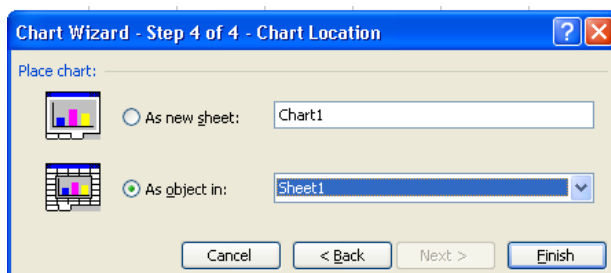 Chart Wizard - Step 4 of 4 - Chart Location
Place chart:
As new sheet: Chart1
As object in: Sheet1
Cancel < Back Next > Finish